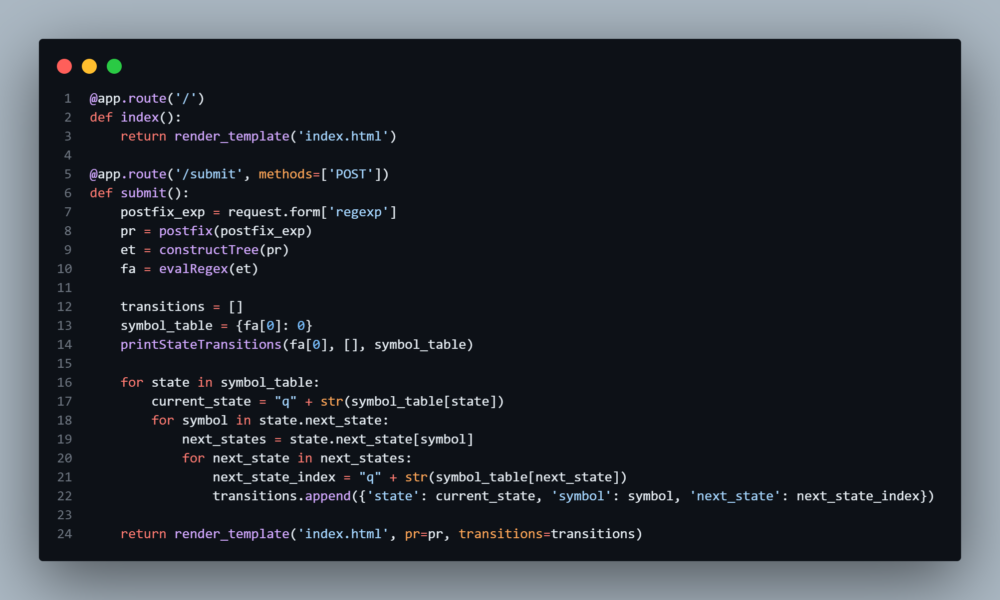 1 @app.route('/')
2 def index():
3     return render_template('index.html')
4
5 @app.route('/submit', methods=['POST'])
6 def submit():
7     postfix_exp = request.form['regexp']
8     pr = postfix(postfix_exp)
9     et = constructTree(pr)
10     fa = evalRegex(et)
11
12     transitions = []
13     symbol_table = {fa[0]: 0}
14     printStateTransitions(fa[0], [], symbol_table)
15
16     for state in symbol_table:
17         current_state = "q" + str(symbol_table[state])
18         for symbol in state.next_state:
19             next_states = state.next_state[symbol]
20             for next_state in next_states:
21                 next_state_index = "q" + str(symbol_table[next_state])
22                 transitions.append({'state': current_state, 'symbol': symbol, 'next_state': next_state_index})
23
24     return render_template('index.html', pr=pr, transitions=transitions)